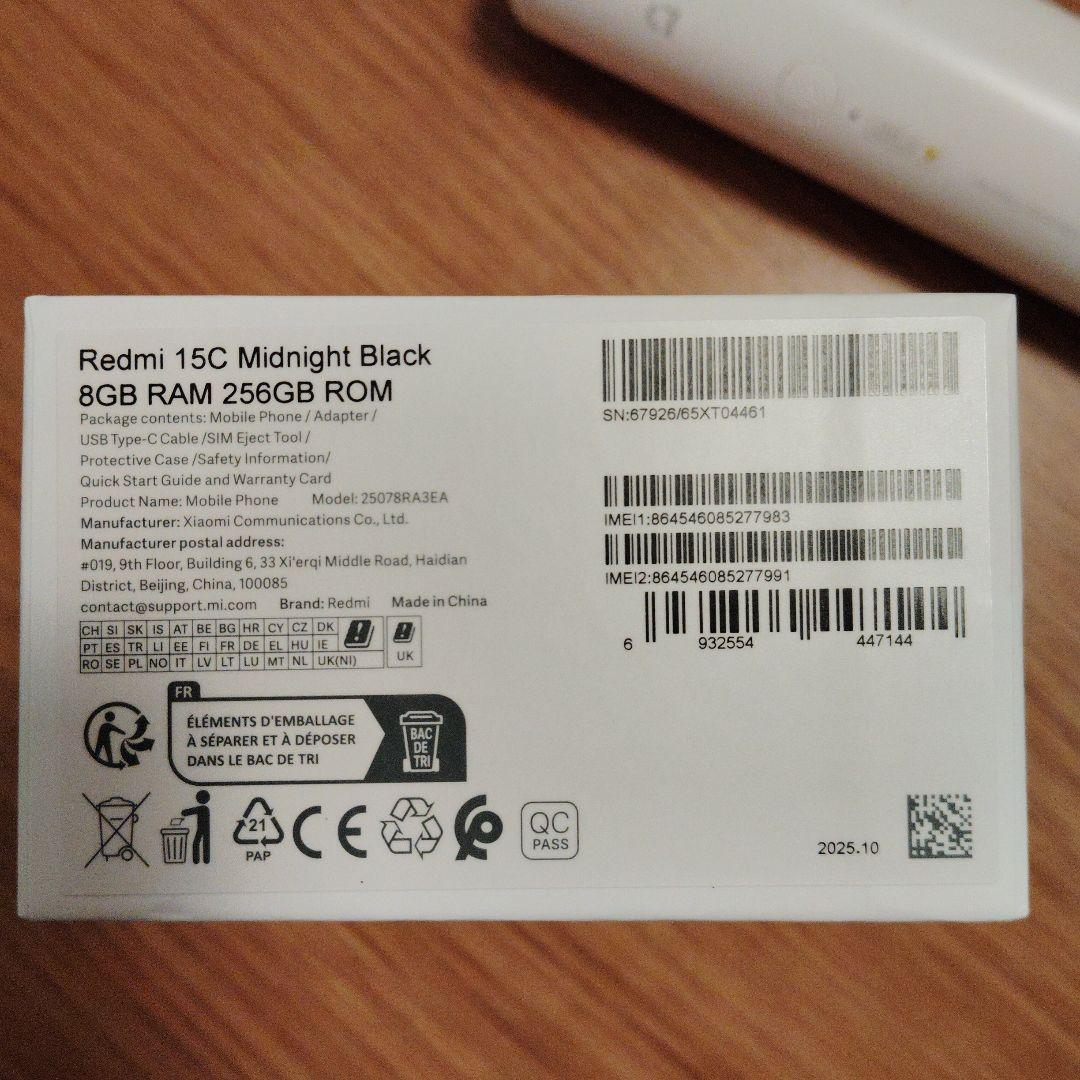 Redmi 15C Midnight Black
8GB RAM 256GB ROM
Package contents: Mobile Phone / Adapter /
USB Type-C Cable /SIM Eject Tool /
Protective Case /Safety Information/
Quick Start Guide and Warranty Card
Product Name: Mobile Phone Model: 25078RA3EA
Manufacturer: Xiaomi Communications Co., Ltd.
Manufacturer postal address:
#019, 9th Floor, Building 6, 33 Xi'erqi Middle Road, Haidian
District, Beijing, China, 100085
contact@support.mi.com Brand: Redmi Made in China
CH SI SK IS AT BE BG HR CY CZ DK
PT ES TR LI EE FI FR DE EL HU IE
RO SE PL NO IT LV LT LU MT NL UK(NI)
UK
FR
ÉLÉMENTS D'EMBALLAGE
À SÉPARER ET À DÉPOSER
DANS LE BAC DE TRI
BAC
DE
TRI
21
PAP
CE
QC
PASS
SN:67926/65XT04461
IMEI1:864546085277983
IMEI2:864546085277991
6 932554 447144
2025.10